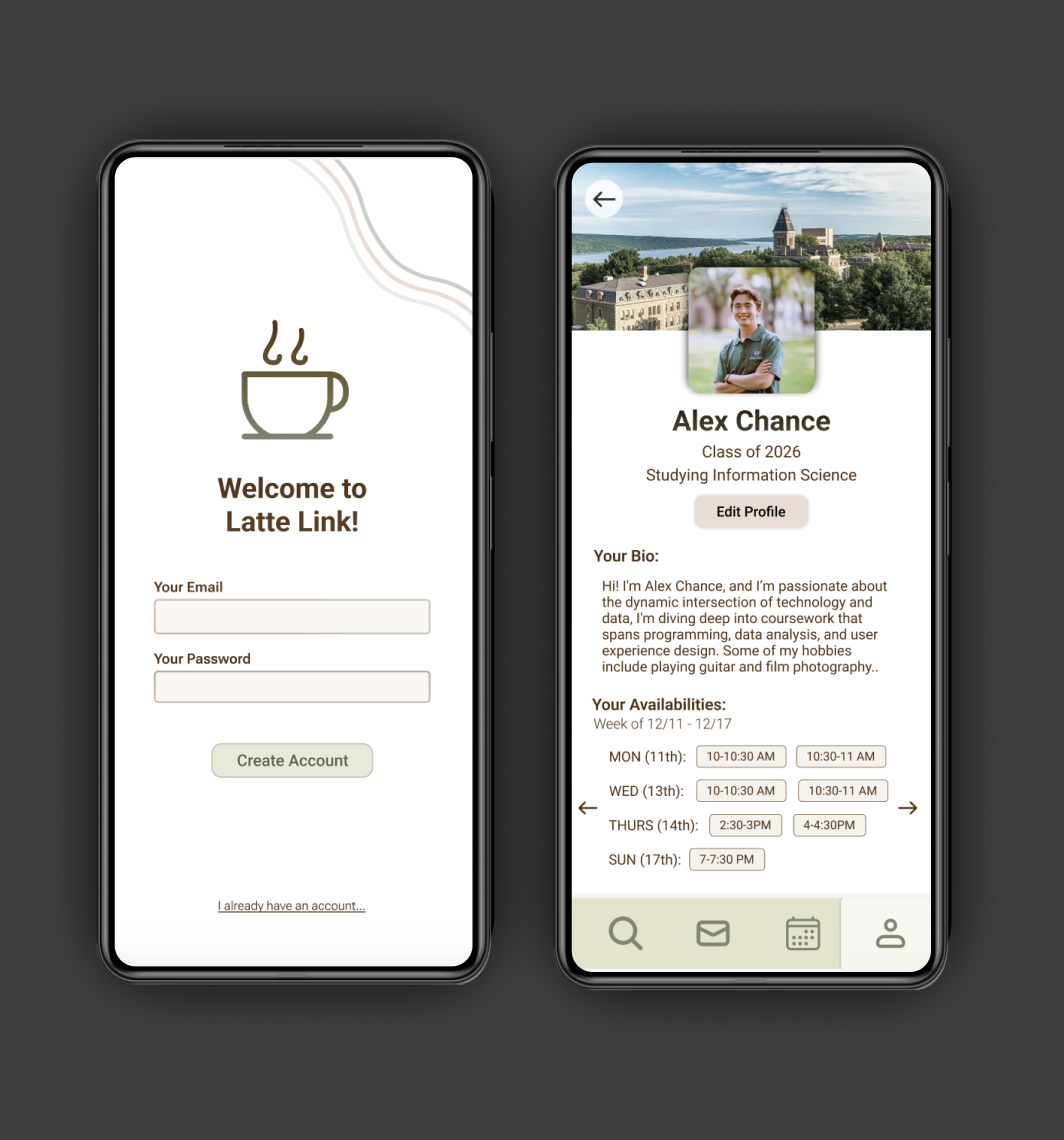 Welcome to
Latte Link!
Your Email
Your Password
Create Account
I already have an account...
Alex Chance
Class of 2026
Studying Information Science
Edit Profile
Your Bio:
Hi! I'm Alex Chance, and I'm passionate about
the dynamic intersection of technology and
data, I'm diving deep into coursework that
spans programming, data analysis, and user
experience design. Some of my hobbies
include playing guitar and film photography..
Your Availabilities:
Week of 12/11 - 12/17
MON (11th): 10-10:30 AM 10:30-11 AM
WED (13th): 10-10:30 AM 10:30-11 AM
THURS (14th): 2:30-3PM 4-4:30PM
SUN (17th): 7-7:30 PM